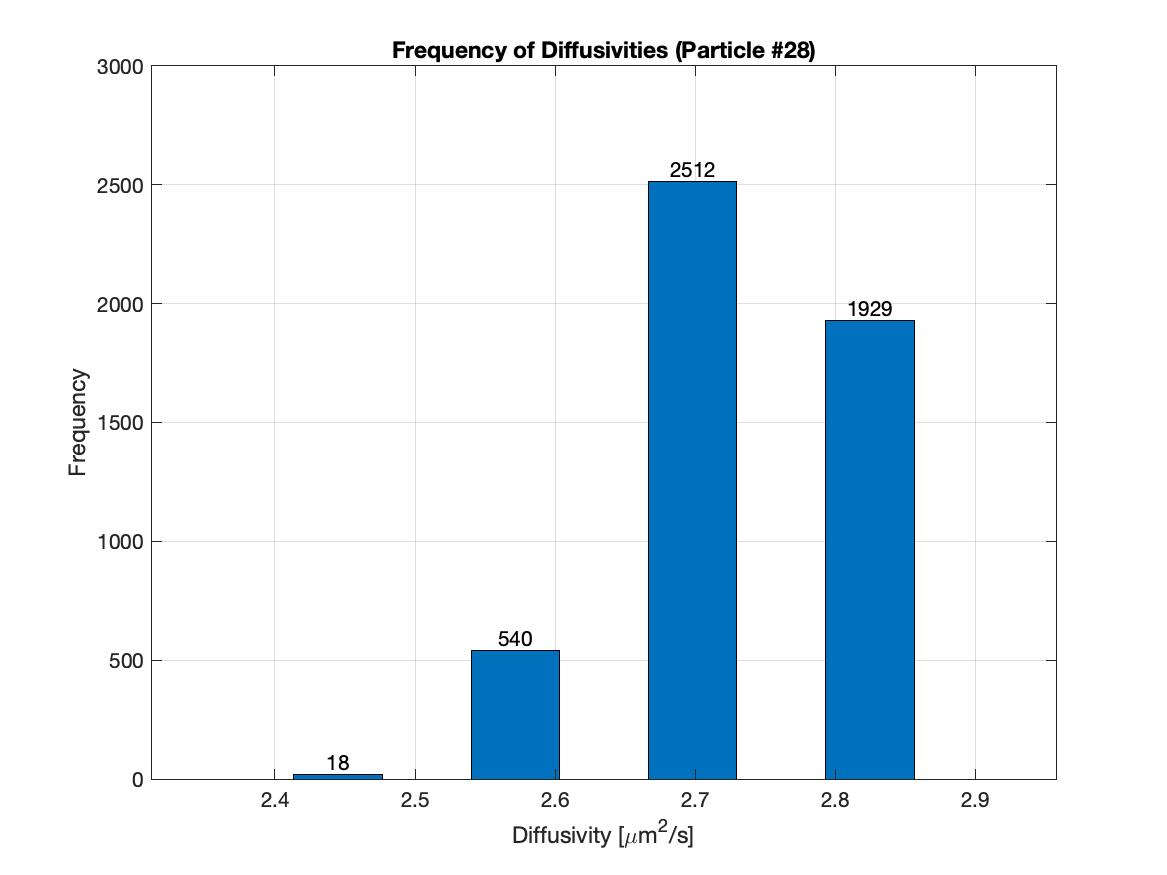 Frequency of Diffusivities (Particle #28)
3000
2500
2000
1500
1000
500
0
Frequency
2512
1929
540
18
2.4 2.5 2.6 2.7 2.8 2.9
Diffusivity [μm²/s]